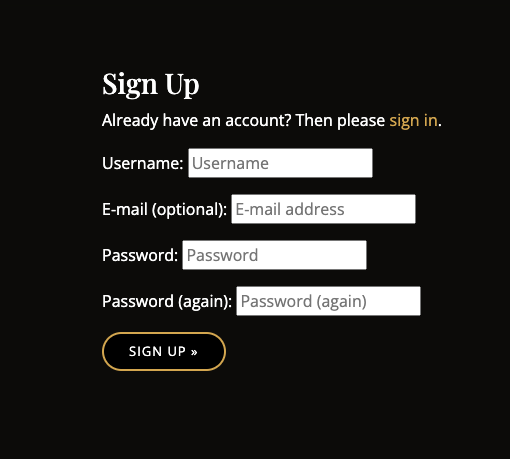 Sign Up
Already have an account? Then please sign in.
Username: Username
E-mail (optional): E-mail address
Password: Password
Password (again): Password (again)
SIGN UP »